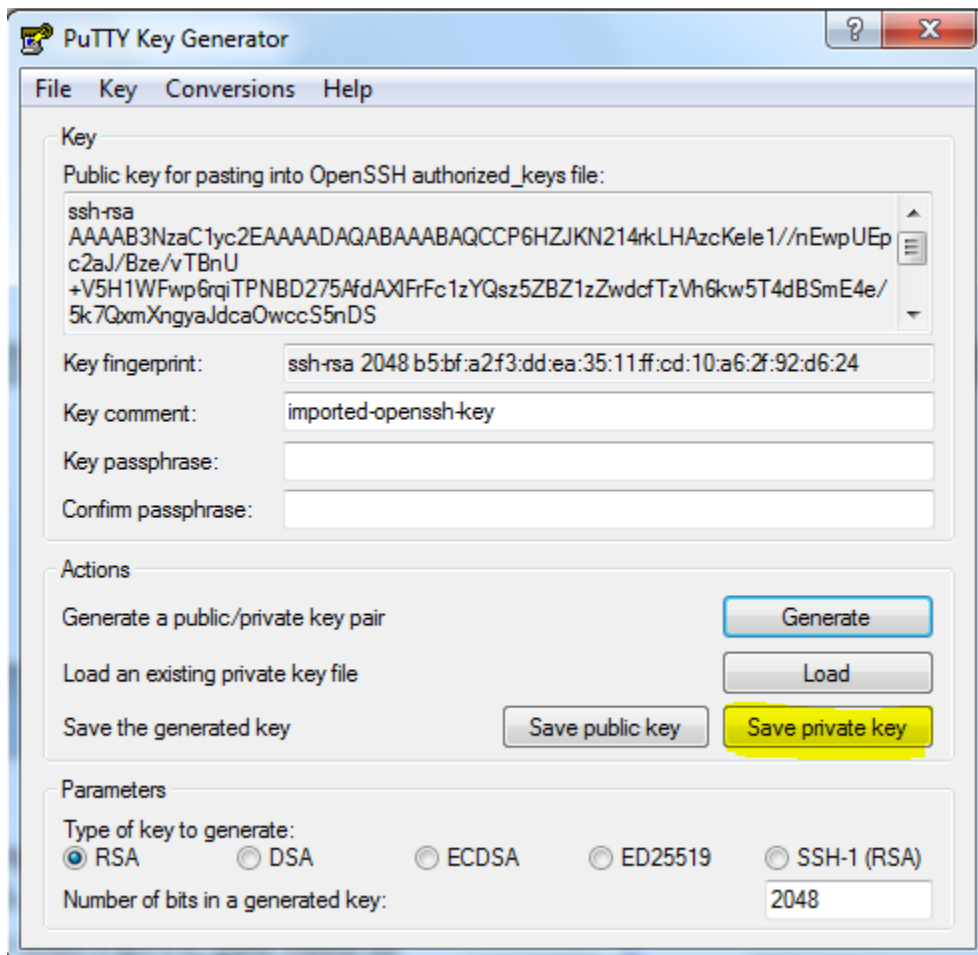 PuTTY Key Generator
File Key Conversions Help
Key
Public key for pasting into OpenSSH authorized_keys file:
ssh-rsa
AAAAB3NzaC1yc2EAAAADAQABAAABAQCCP6HZJKN214rkLHAzcKele1//nEwpUEp
c2aJ/Bze/vTBnU
+V5H1WFwp6rqiTPNBD275AfdAXlFrFc1zYQsz5ZBZ1zZwdcfTzVh6kw5T4dBSmE4e/
5k7QxmXngyaJdcaOwccS5nDS
Key fingerprint: ssh-rsa 2048 b5:bf:a2:f3:dd:ea:35:11:ff:cd:10:a6:2f:92:d6:24
Key comment: imported-openssh-key
Key passphrase:
Confirm passphrase:
Actions
Generate a public/private key pair Generate
Load an existing private key file Load
Save the generated key Save public key Save private key
Parameters
Type of key to generate:
RSA DSA ECDSA ED25519 SSH-1 (RSA)
Number of bits in a generated key: 2048